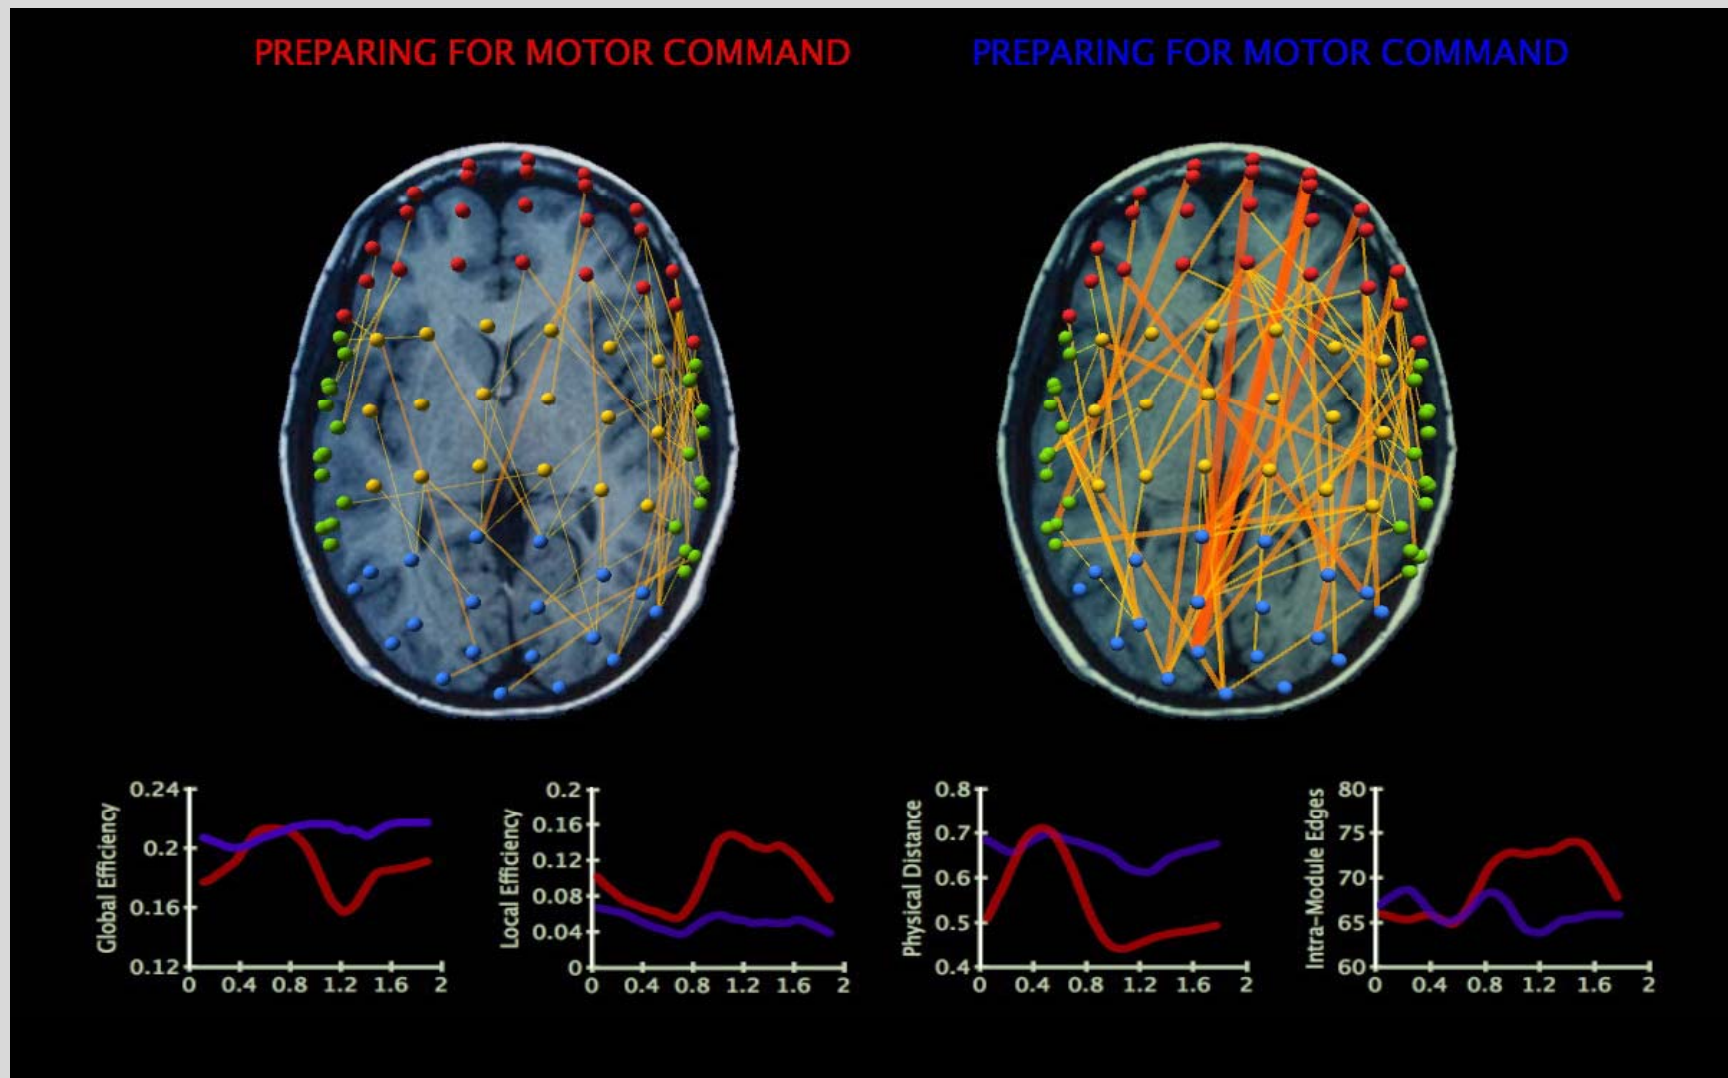 PREPARING FOR MOTOR COMMAND
PREPARING FOR MOTOR COMMAND
Global Efficiency
0.24
0.2
0.16
0.12
0 0.4 0.8 1.2 1.6 2
Local Efficiency
0.2
0.16
0.12
0.08
0.04
0
0 0.4 0.8 1.2 1.6 2
Physical Distance
0.8
0.7
0.6
0.5
0.4
0 0.4 0.8 1.2 1.6 2
Intra-Module Edges
80
75
70
65
60
0 0.4 0.8 1.2 1.6 2